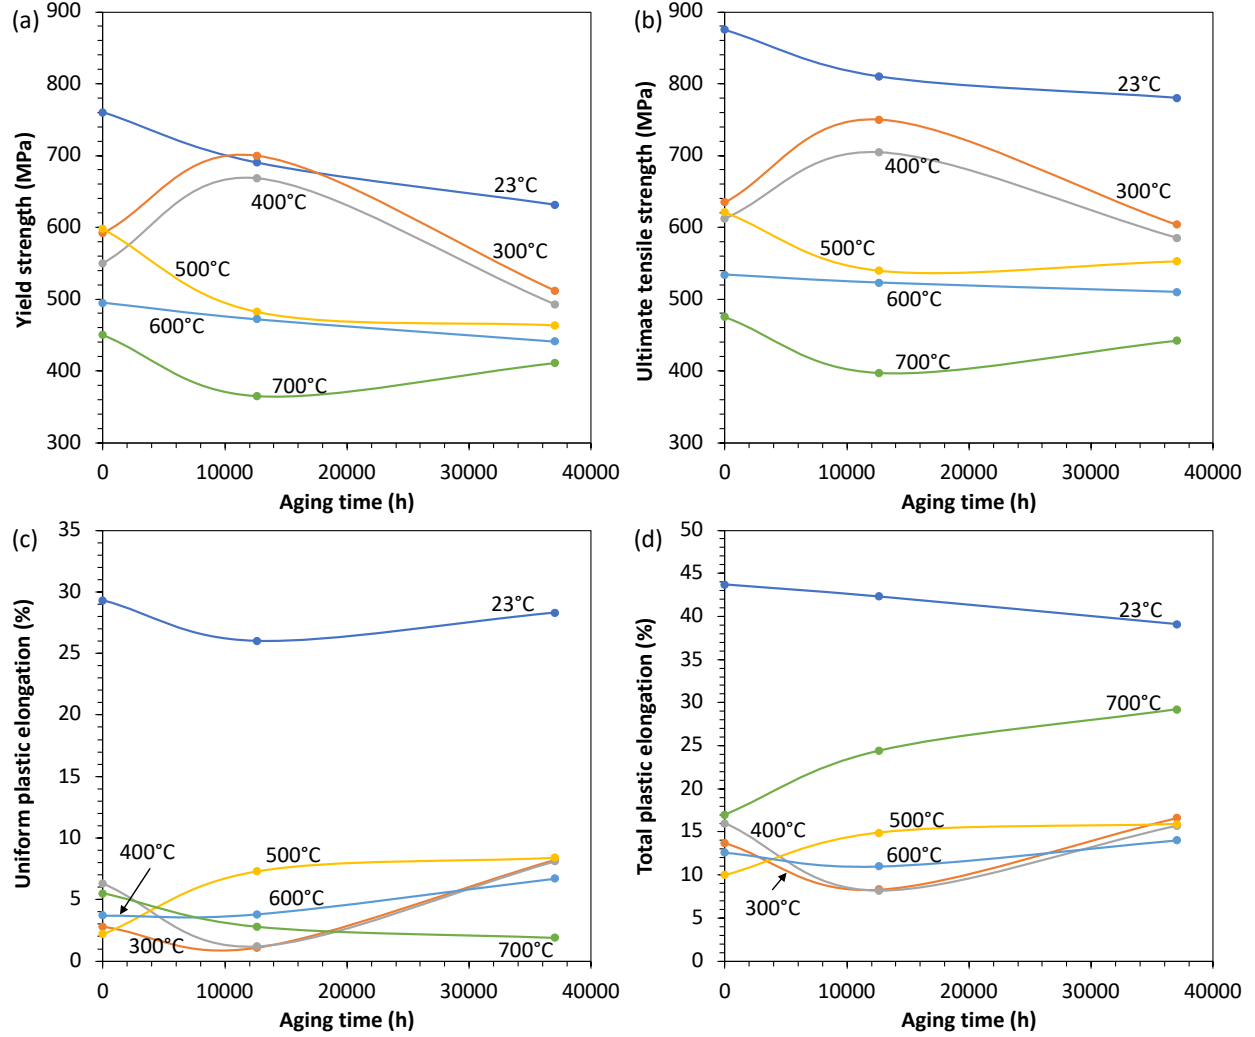 (a)
900
800
700
600
500
400
300
Yield strength (MPa)
23°C
400°C
300°C
500°C
600°C
700°C
0 10000 20000 30000 40000
Aging time (h)
(b)
900
800
700
600
500
400
300
Ultimate tensile strength (MPa)
23°C
400°C
300°C
500°C
600°C
700°C
0 10000 20000 30000 40000
Aging time (h)
(c)
35
30
25
20
15
10
5
0
Uniform plastic elongation (%)
23°C
400°C
500°C
600°C
300°C
700°C
0 10000 20000 30000 40000
Aging time (h)
(d)
50
45
40
35
30
25
20
15
10
5
0
Total plastic elongation (%)
23°C
700°C
400°C
500°C
600°C
300°C
0 10000 20000 30000 40000
Aging time (h)